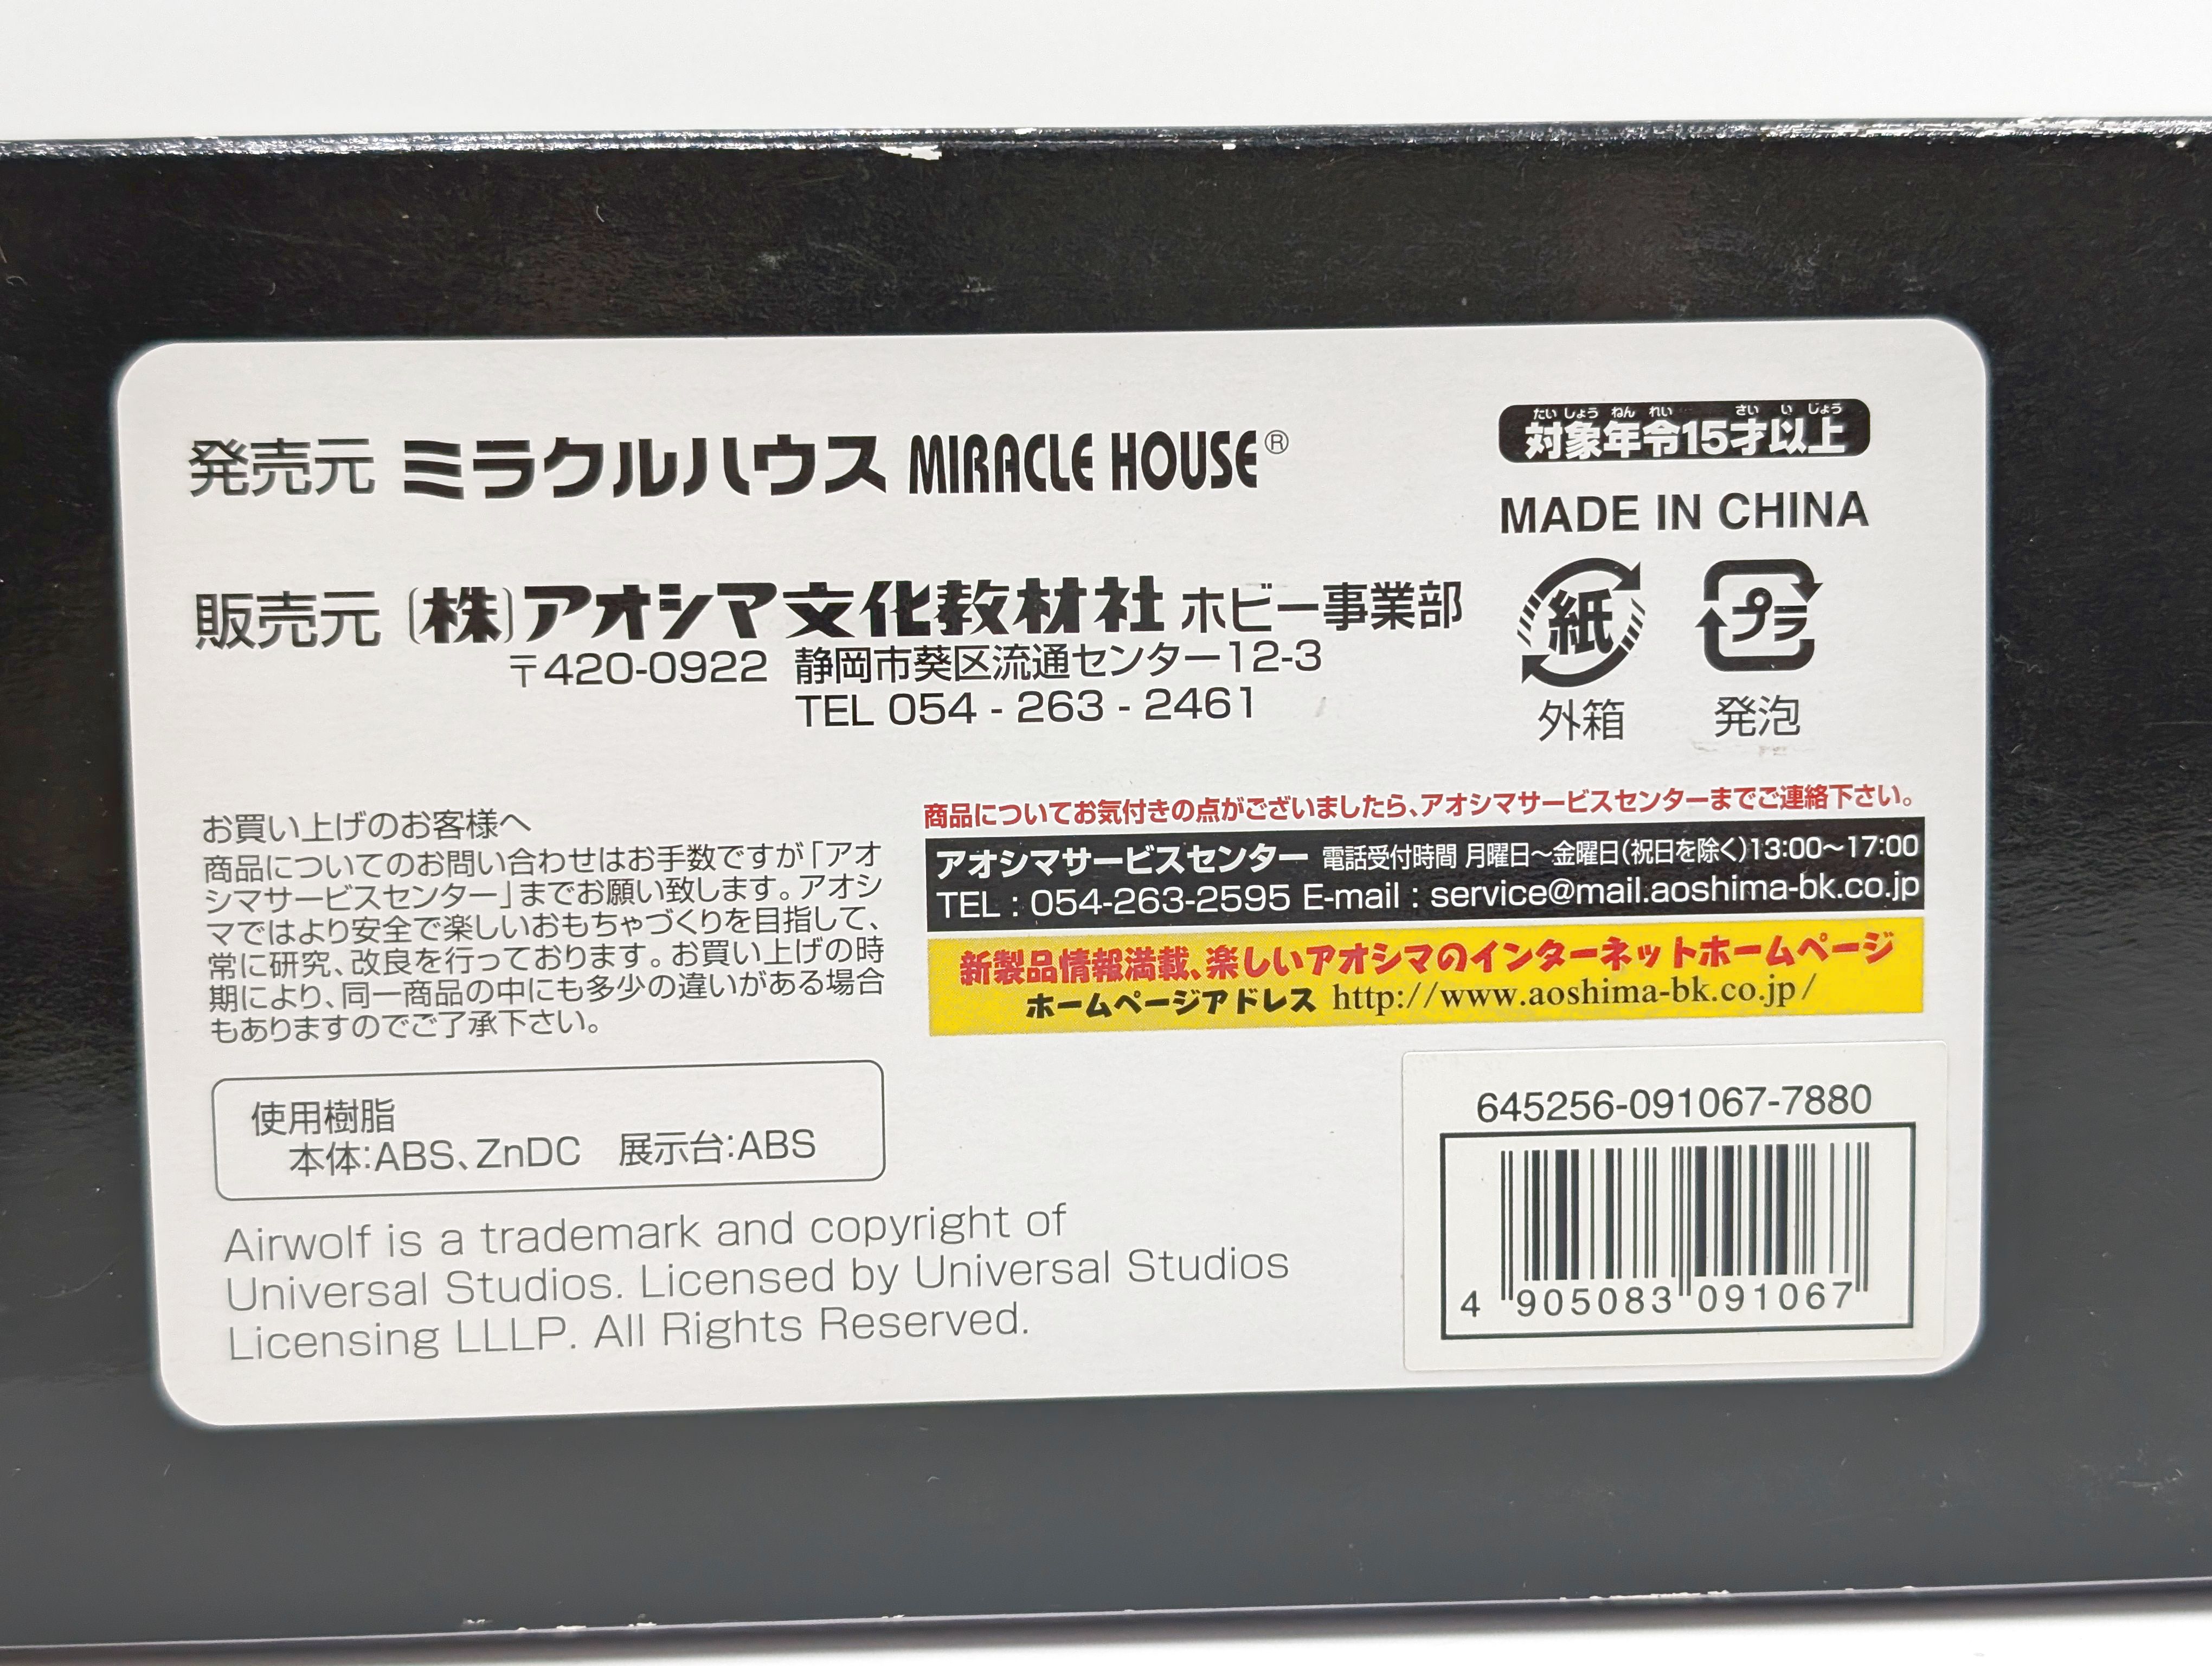 発売元 ミラクルハウス MIRACLE HOUSE®
たいしょうねんれい さいいじょう
対象年令15才以上
MADE IN CHINA
販売元 (株)アオシマ文化教材社 ホビー事業部
〒420-0922 静岡市葵区流通センター12-3
TEL 054 - 263 - 2461
紙 プラ
外箱 発泡
お買い上げのお客様へ
商品についてのお問い合わせはお手数ですが「アオ
シマサービスセンター」までお願い致します。アオシ
マではより安全で楽しいおもちゃづくりを目指して、
常に研究、改良を行っております。お買い上げの時
期により、同一商品の中にも多少の違いがある場合
もありますのでご了承下さい。
商品についてお気付きの点がございましたら、アオシマサービスセンターまでご連絡下さい。
アオシマサービスセンター 電話受付時間 月曜日〜金曜日(祝日を除く)13:00〜17:00
TEL : 054-263-2595 E-mail : service@mail.aoshima-bk.co.jp
新製品情報満載、楽しいアオシマのインターネットホームページ
ホームページアドレス http://www.aoshima-bk.co.jp/
使用樹脂
本体:ABS、ZnDC 展示台:ABS
Airwolf is a trademark and copyright of
Universal Studios. Licensed by Universal Studios
Licensing LLLP. All Rights Reserved.
645256-091067-7880
4 905083 091067